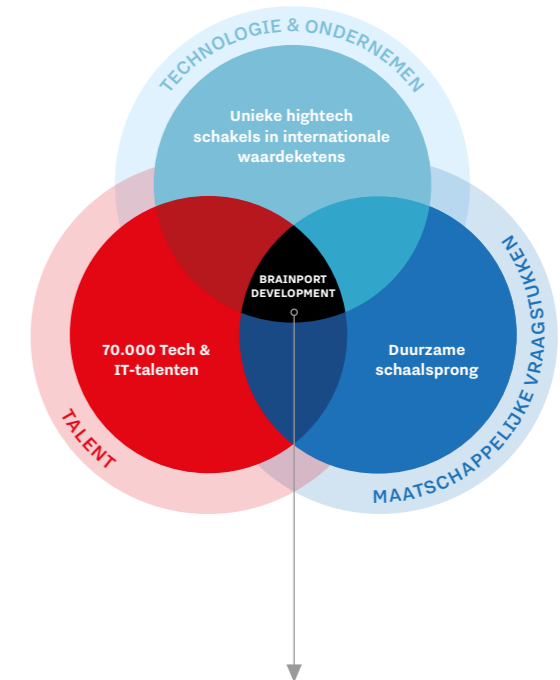 TECHNOLOGIE & ONDERNEMEN
Unieke hightech
schakels in internationale
waardeketens
BRAINPORT
DEVELOPMENT
70.000 Tech &
IT-talenten
Duurzame
schaalsprong
TALENT
MAATSCHAPPELIJKE VRAAGSTUKKEN